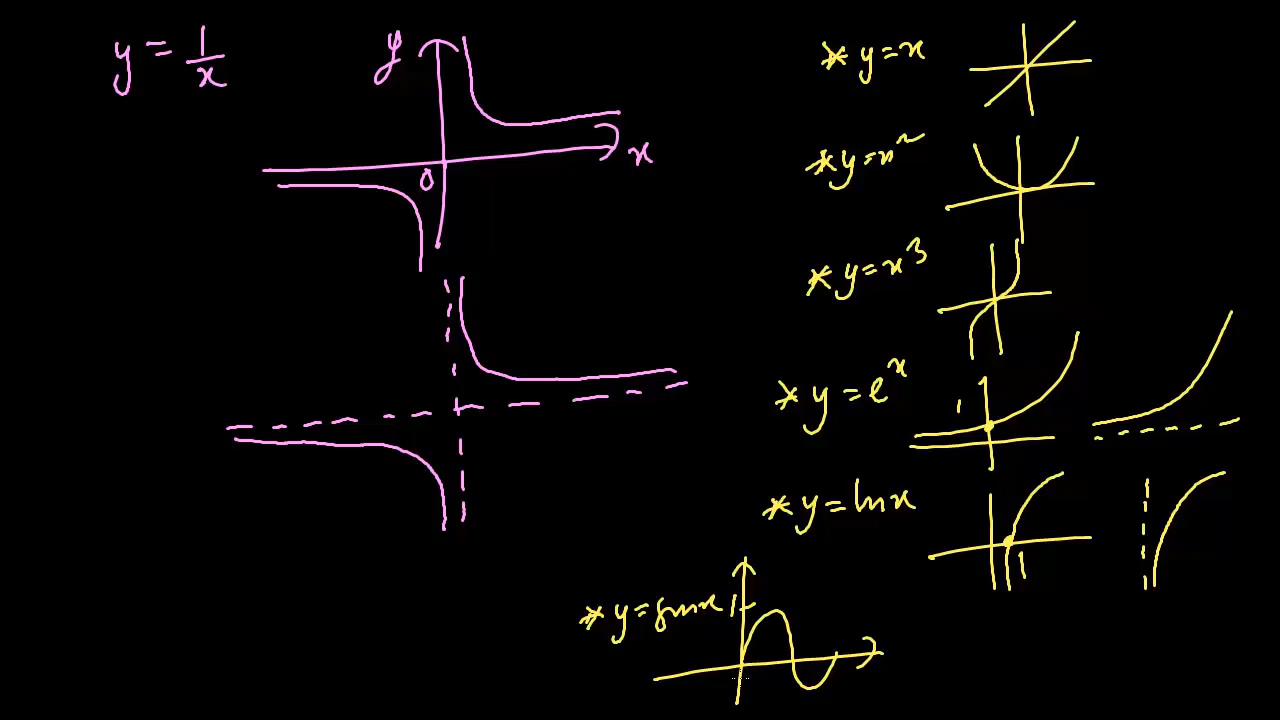 y = 1/x
y
x
0
* y = x
* y = x²
* y = x³
* y = eˣ
1
* y = ln x
1
* y = sin x
1